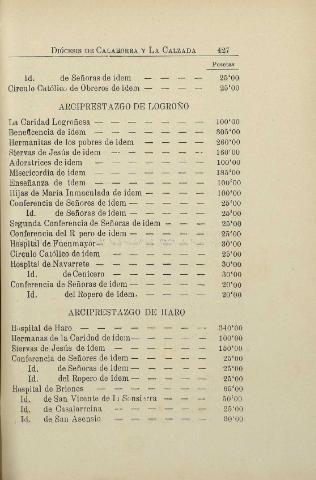 DIÓCESIS DE CALAHORRA Y LA CALZADA 427
Pesetas
Id. de Señoras de idem — — — — 25'00
Circulo Católico de Obreros de idem — — — 25'00
ARCIPRESTAZGO DE LOGROÑO
La Caridad Logroñesa — — — — — — — 100'00
Beneficencia de idem — — — — — — — 805'00
Hermanitas de los pobres de idem — — — — 260'00
Siervas de Jesús de idem — — — — — — 160'00
Adoratrices de idem — — — — — — — 100'00
Misericordia de idem — — — — — — — 185'00
Enseñanza de idem — — — — — — — 100'00
Hijas de María Inmaculada de idem — — — — 100'00
Conferencia de Señores de idem — — — — — 25'00
Id. de Señoras de idem — — — — 25'00
Segunda Conferencia de Señoras de idem — — 25'00
Conferencia del R pero de idem — — — — — 25'00
Hospital de Fuenmayor — — — — — — — 30'00
Circulo Católico de idem — — — — — — 25'00
Hospital de Navarrete — — — — — — — 30'00
Id. de Cenicero — — — — — — 30'00
Conferencia de Señoras de idem — — — — — 20'00
Id. del Ropero de idem. — — — — 20'00
ARCIPRESTAZGO DE HARO
Hospital de Haro — — — — — — — — 340'00
Hermanas de la Caridad de idem — — — — — 100'00
Siervas de Jesús de idem — — — — — — 150'00
Conferencia de Señores de idem — — — — — 25'00
Id. de Señoras de idem — — — — 25'00
Id. del Ropero de idem — — — — 25'00
Hospital de Briones — — — — — — — 65'00
Id. de San Vicente de la Sonsierra — — — 50'00
Id. de Casalarreina — — — — — 25'00
Id. de San Asensio — — — — — 30'00